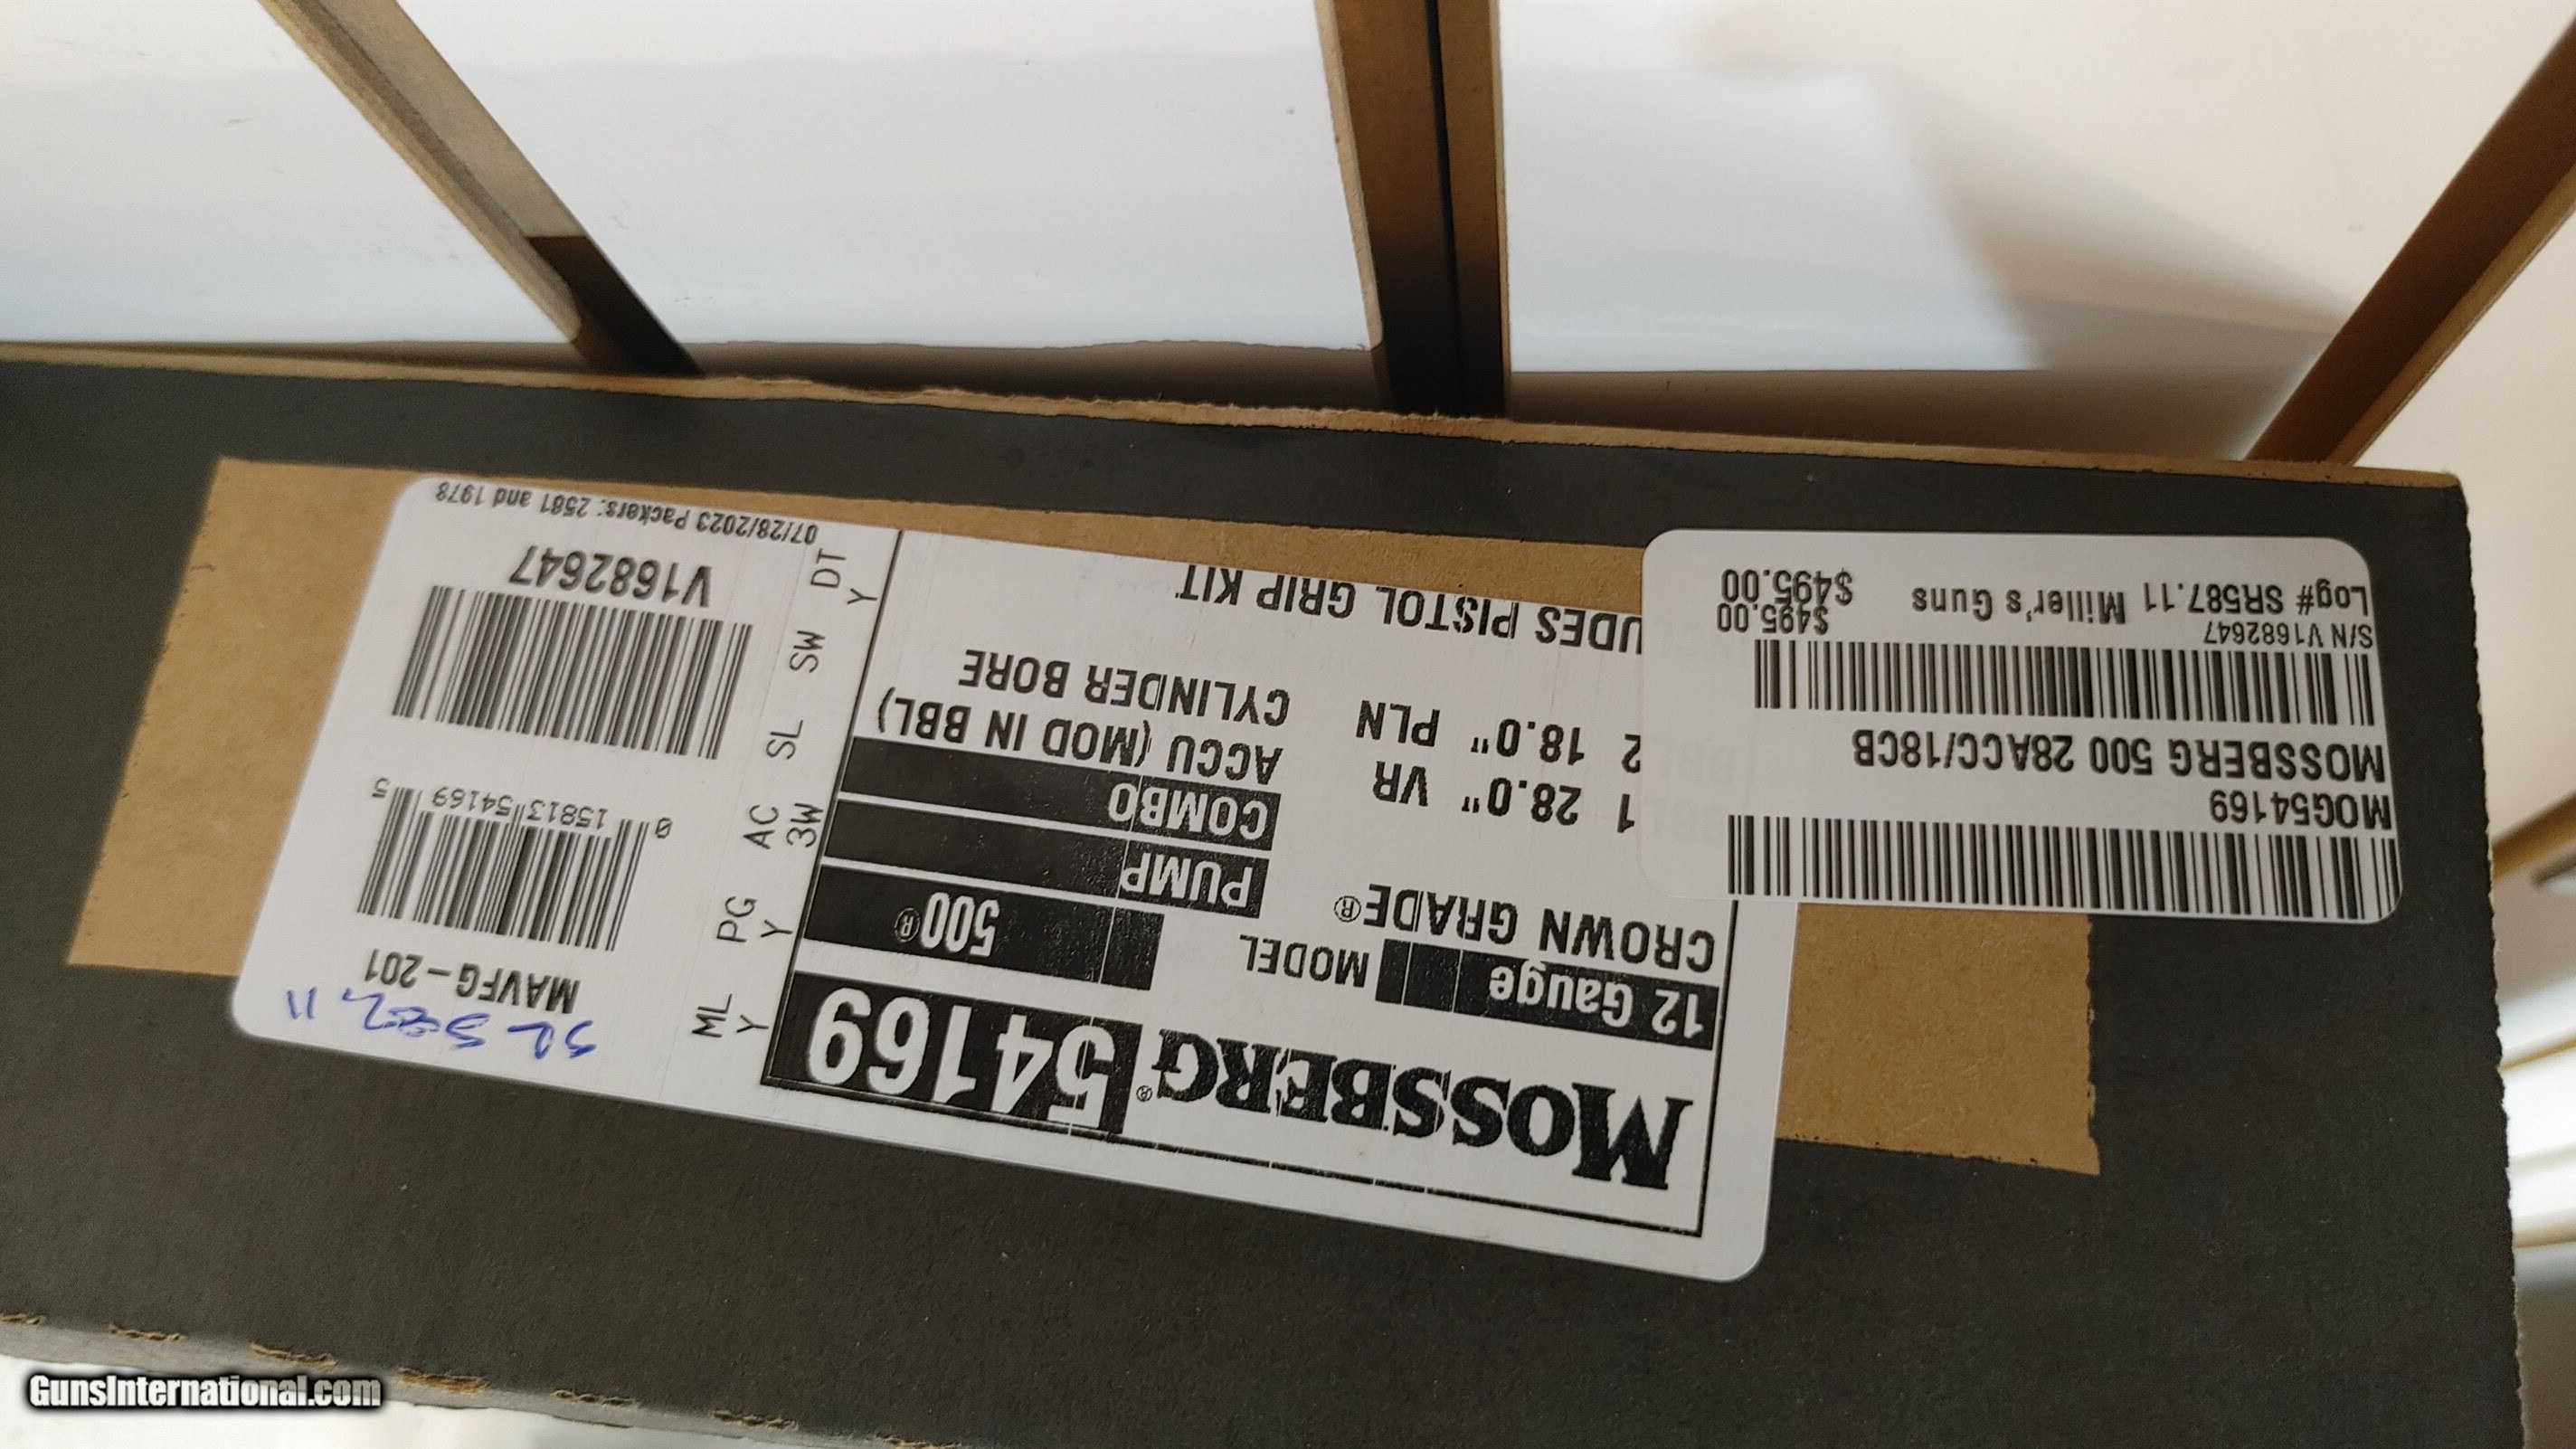 MOSSBERG® 54169
12 Gauge MODEL 500®
CROWN GRADE® PUMP
COMBO
1 28.0" VR ACCU (MOD IN BBL)
2 18.0" PLN CYLINDER BORE
UDES PISTOL GRIP KIT
ML PG AC SL SW DT
Y Y 3W Y
MAVFG-201
0 15813 54169 5
V1682647
07/28/2023 Packers: 2561 and 1978
MOG54169
MOSSBERG 500 28ACC/18CB
S/N V1682647 $495.00
Log# SR587.11 Miller's Guns $495.00
GunsInternational.com